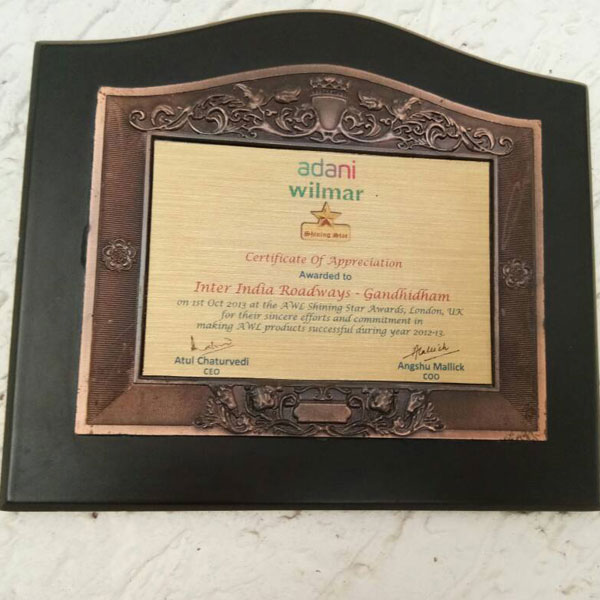 adani
wilmar
Shining Star
Certificate Of Appreciation
Awarded to
Inter India Roadways - Gandhidham
on 1st Oct 2013 at the AWL Shining Star Awards, London, UK
for their sincere efforts and commitment in
making AWL products successful during year 2012-13.
Atul Chaturvedi
CEO
Angshu Mallick
COO